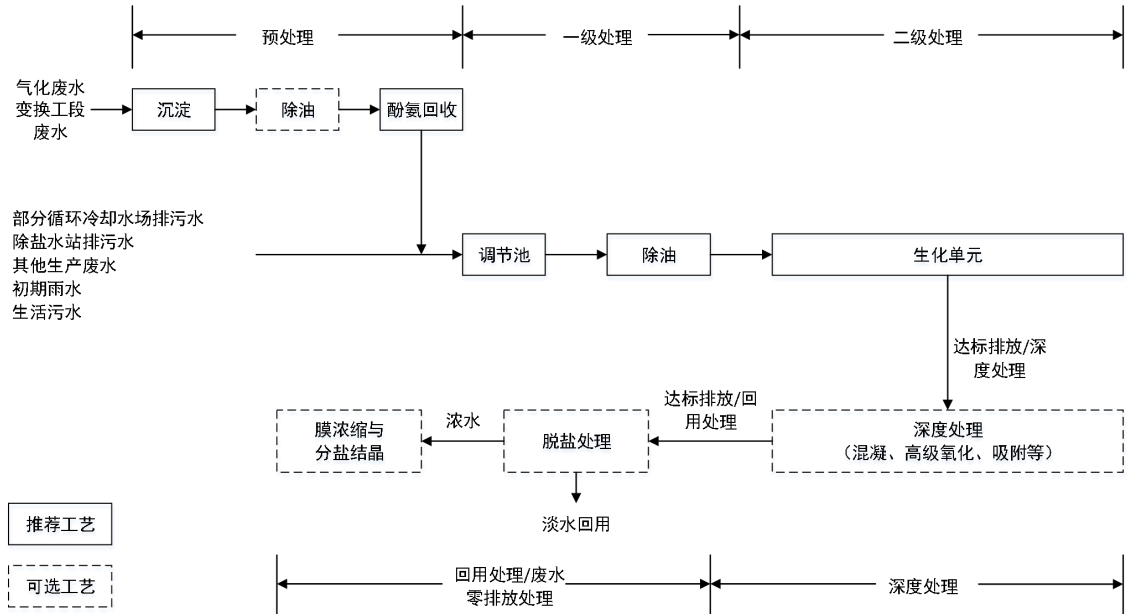 预处理
一级处理
二级处理
气化废水
变换工段
废水
沉淀
除油
酚氨回收
部分循环冷却水场排污水
除盐水站排污水
其他生产废水
初期雨水
生活污水
调节池
除油
生化单元
达标排放/深
度处理
深度处理
（混凝、高级氧化、吸附等）
达标排放/回
用处理
脱盐处理
浓水
膜浓缩与
分盐结晶
淡水回用
推荐工艺
可选工艺
回用处理/废水
零排放处理
深度处理